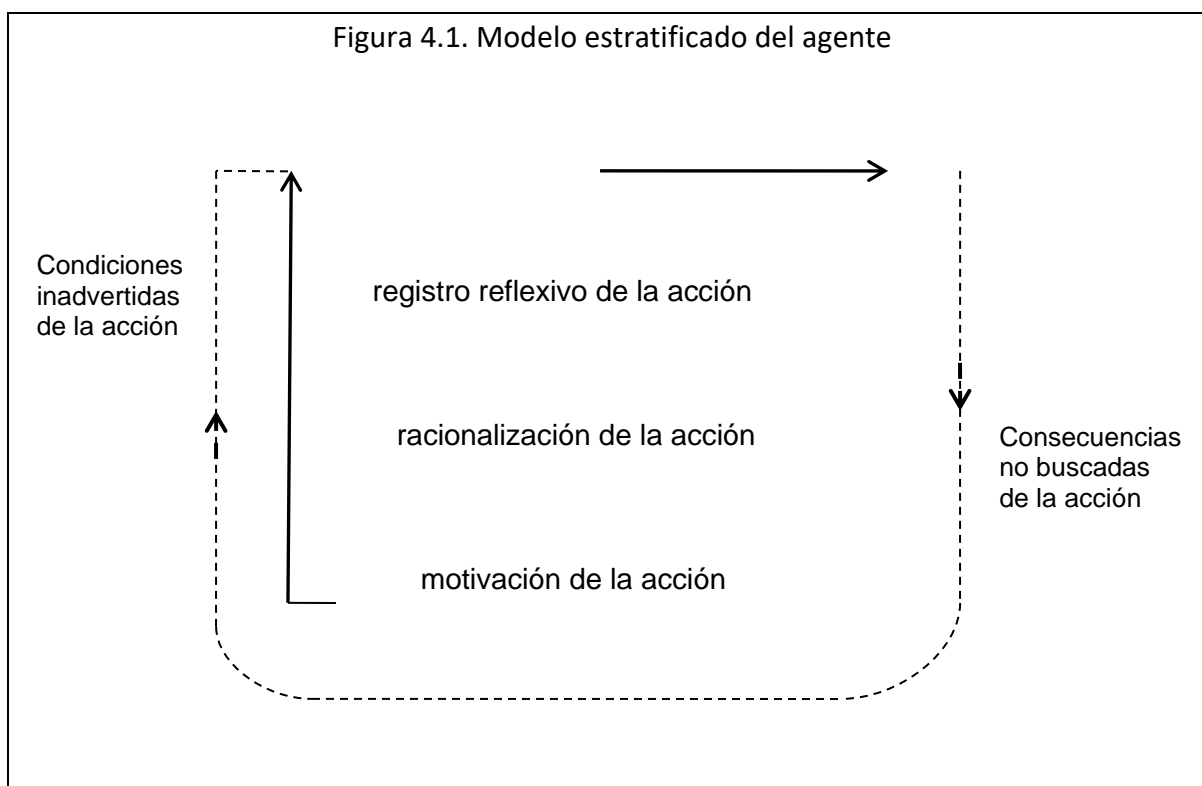 Figura 4.1. Modelo estratificado del agente
Condiciones
inadvertidas
de la acción
registro reflexivo de la acción
racionalización de la acción
motivación de la acción
Consecuencias
no buscadas
de la acción